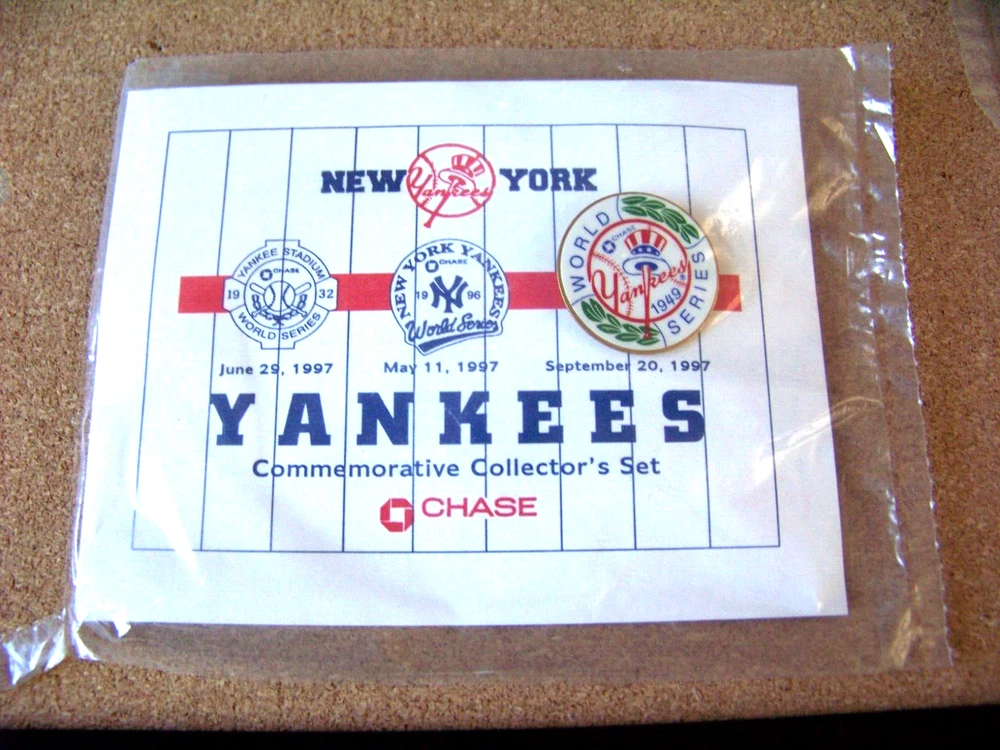 NEW Yankees YORK
YANKEE STADIUM
CHASE
19 32
WORLD SERIES
NEW YORK YANKEES
CHASE
19 NY 96
World Series
WORLD SERIES
CHASE
Yankees
1949
June 29, 1997 May 11, 1997 September 20, 1997
YANKEES
Commemorative Collector's Set
CHASE